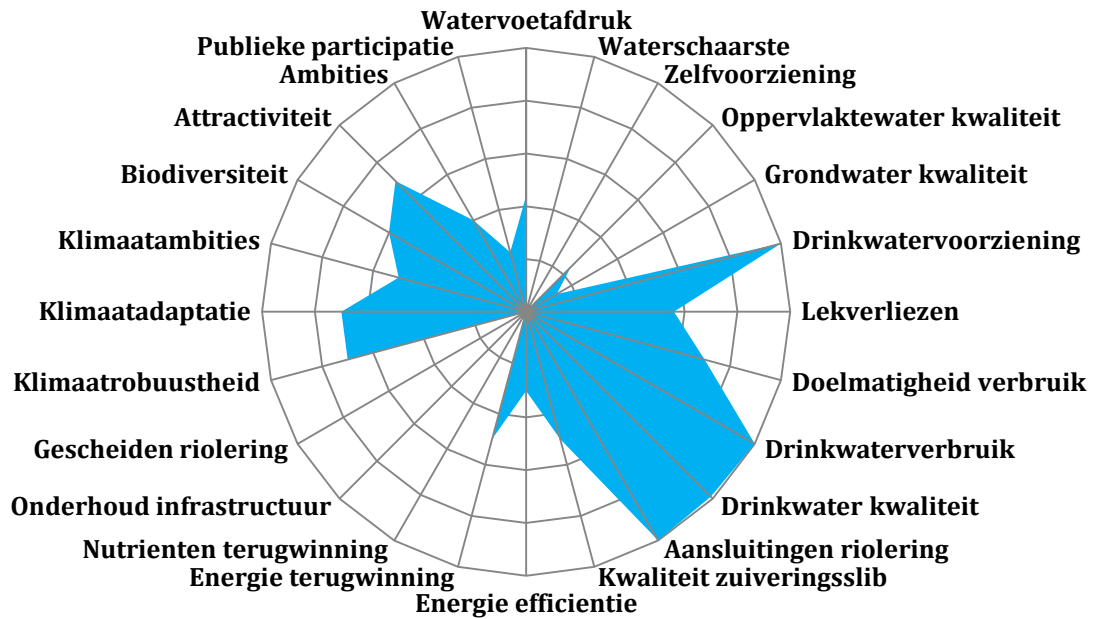 Watervoetafdruk
Waterschaarste
Zelfvoorziening
Oppervlaktewater kwaliteit
Grondwater kwaliteit
Drinkwatervoorziening
Lekverliezen
Doelmatigheid verbruik
Drinkwaterverbruik
Drinkwater kwaliteit
Aansluitingen riolering
Kwaliteit zuiveringsslib
Energie efficientie
Energie terugwinning
Nutrienten terugwinning
Onderhoud infrastructuur
Gescheiden riolering
Klimaatrobuustheid
Klimaatadaptatie
Klimaatambities
Biodiversiteit
Attractiviteit
Ambities
Publieke participatie